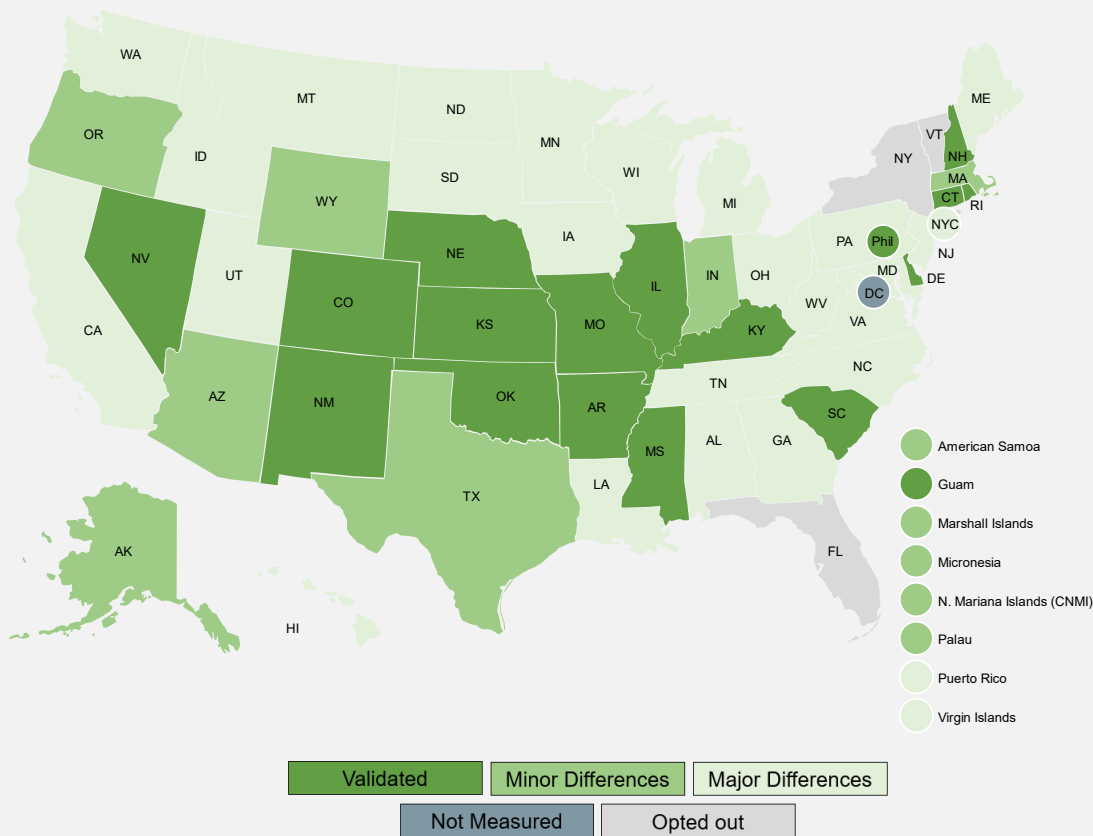 WA
MT
ND
MN
ME
OR
ID
SD
WI
MI
NY
VT
NH
MA
CT
RI
NYC
NJ
WY
IA
PA
Phil
MD
DE
DC
NV
UT
CO
NE
KS
MO
IL
IN
OH
WV
VA
KY
CA
AZ
NM
OK
AR
TN
NC
SC
MS
AL
GA
LA
TX
FL
AK
HI
American Samoa
Guam
Marshall Islands
Micronesia
N. Mariana Islands (CNMI)
Palau
Puerto Rico
Virgin Islands
Validated
Minor Differences
Major Differences
Not Measured
Opted out